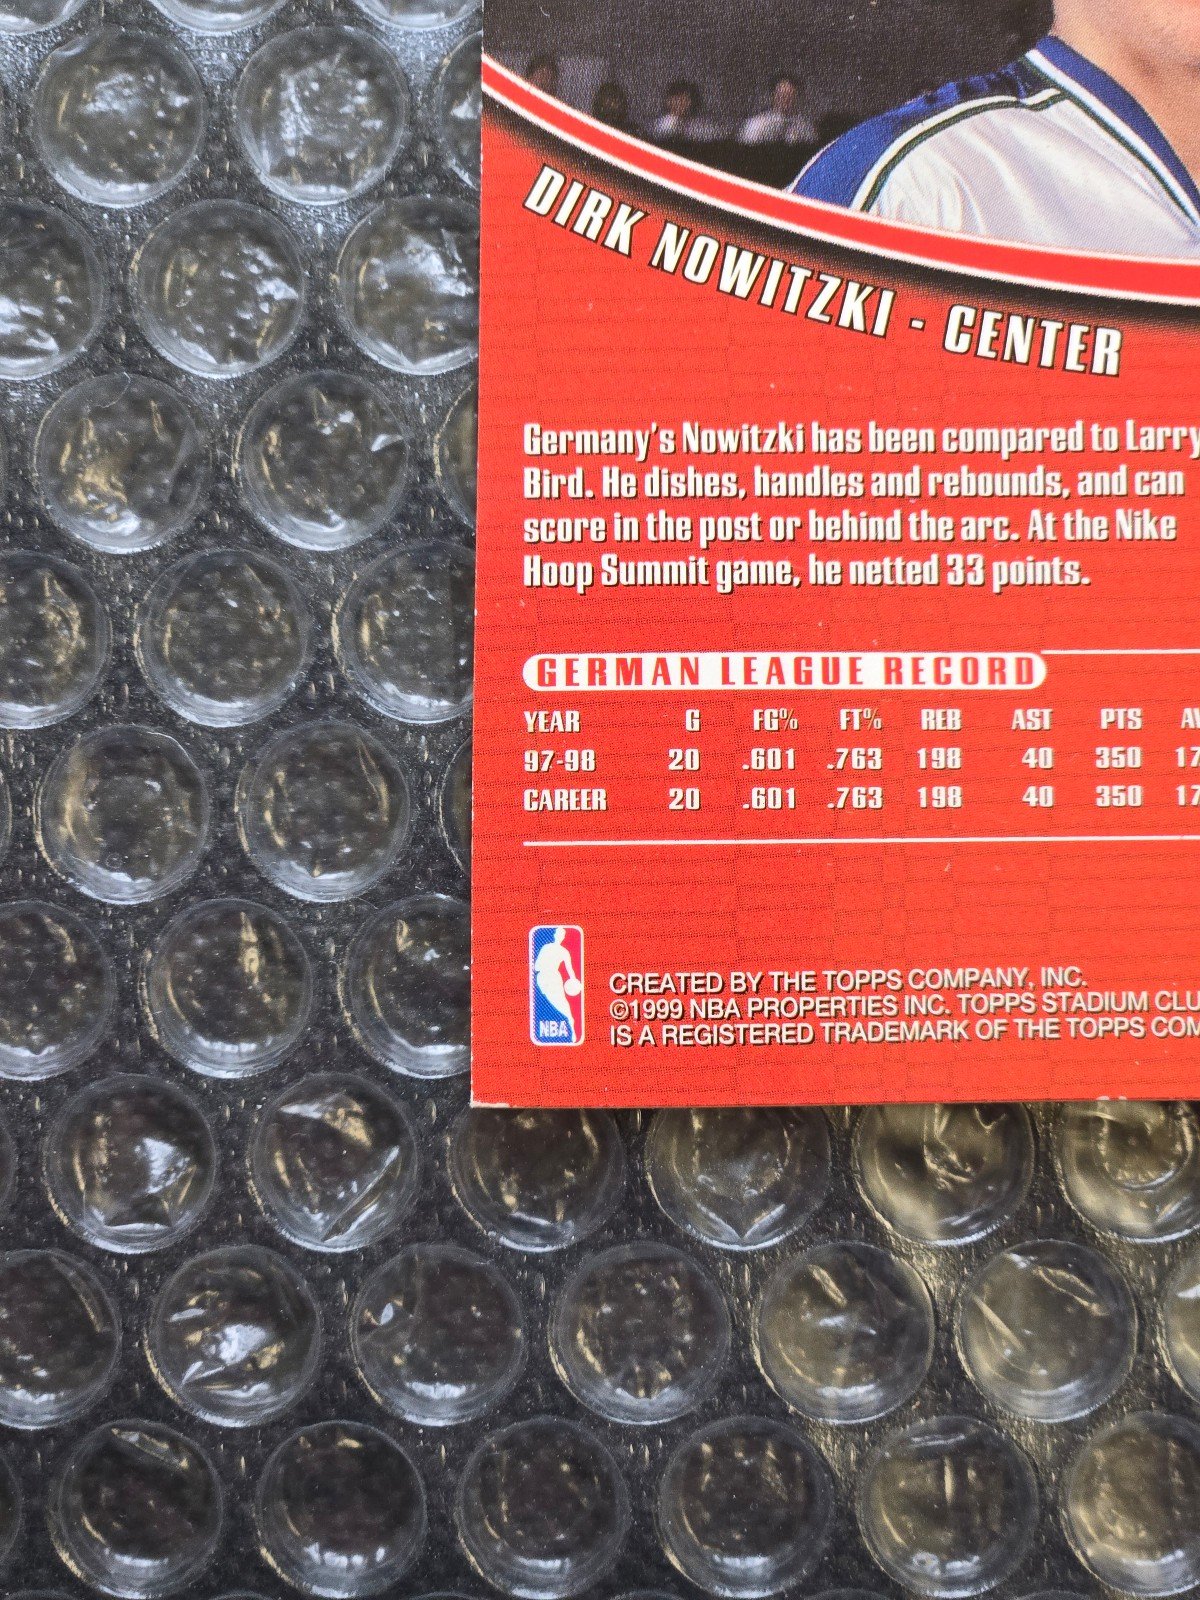 DIRK NOWITZKI - CENTER
Germany's Nowitzki has been compared to Larry
Bird. He dishes, handles and rebounds, and can
score in the post or behind the arc. At the Nike
Hoop Summit game, he netted 33 points.
GERMAN LEAGUE RECORD
YEAR G FG% FT% REB AST PTS
97-98 20 .601 .763 198 40 350 17
CAREER 20 .601 .763 198 40 350 17
NBA
CREATED BY THE TOPPS COMPANY, INC.
©1999 NBA PROPERTIES INC. TOPPS STADIUM CLU
IS A REGISTERED TRADEMARK OF THE TOPPS COM